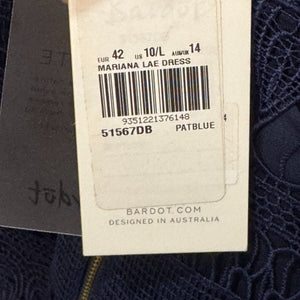 EUR 42 US 10/L AUS/UK 14
MARIANA LAE DRESS
9351221376148
51567DB PATBLUE
BARDOT.COM
DESIGNED IN AUSTRALIA